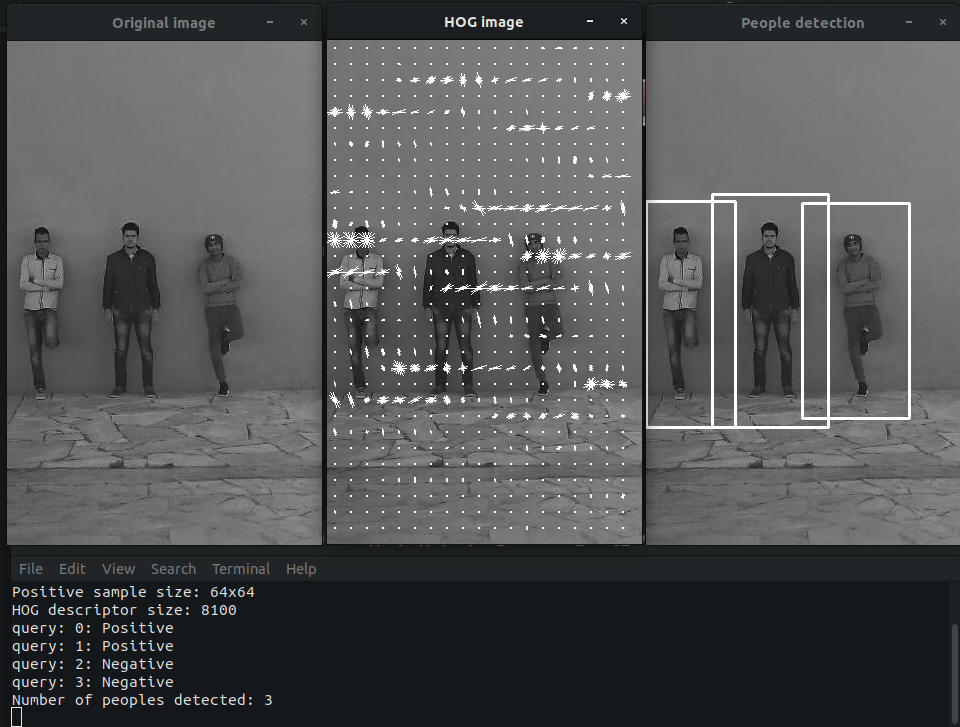 Original image
HOG image
People detection
File Edit View Search Terminal Help
Positive sample size: 64x64
HOG descriptor size: 8100
query: 0: Positive
query: 1: Positive
query: 2: Negative
query: 3: Negative
Number of peoples detected: 3